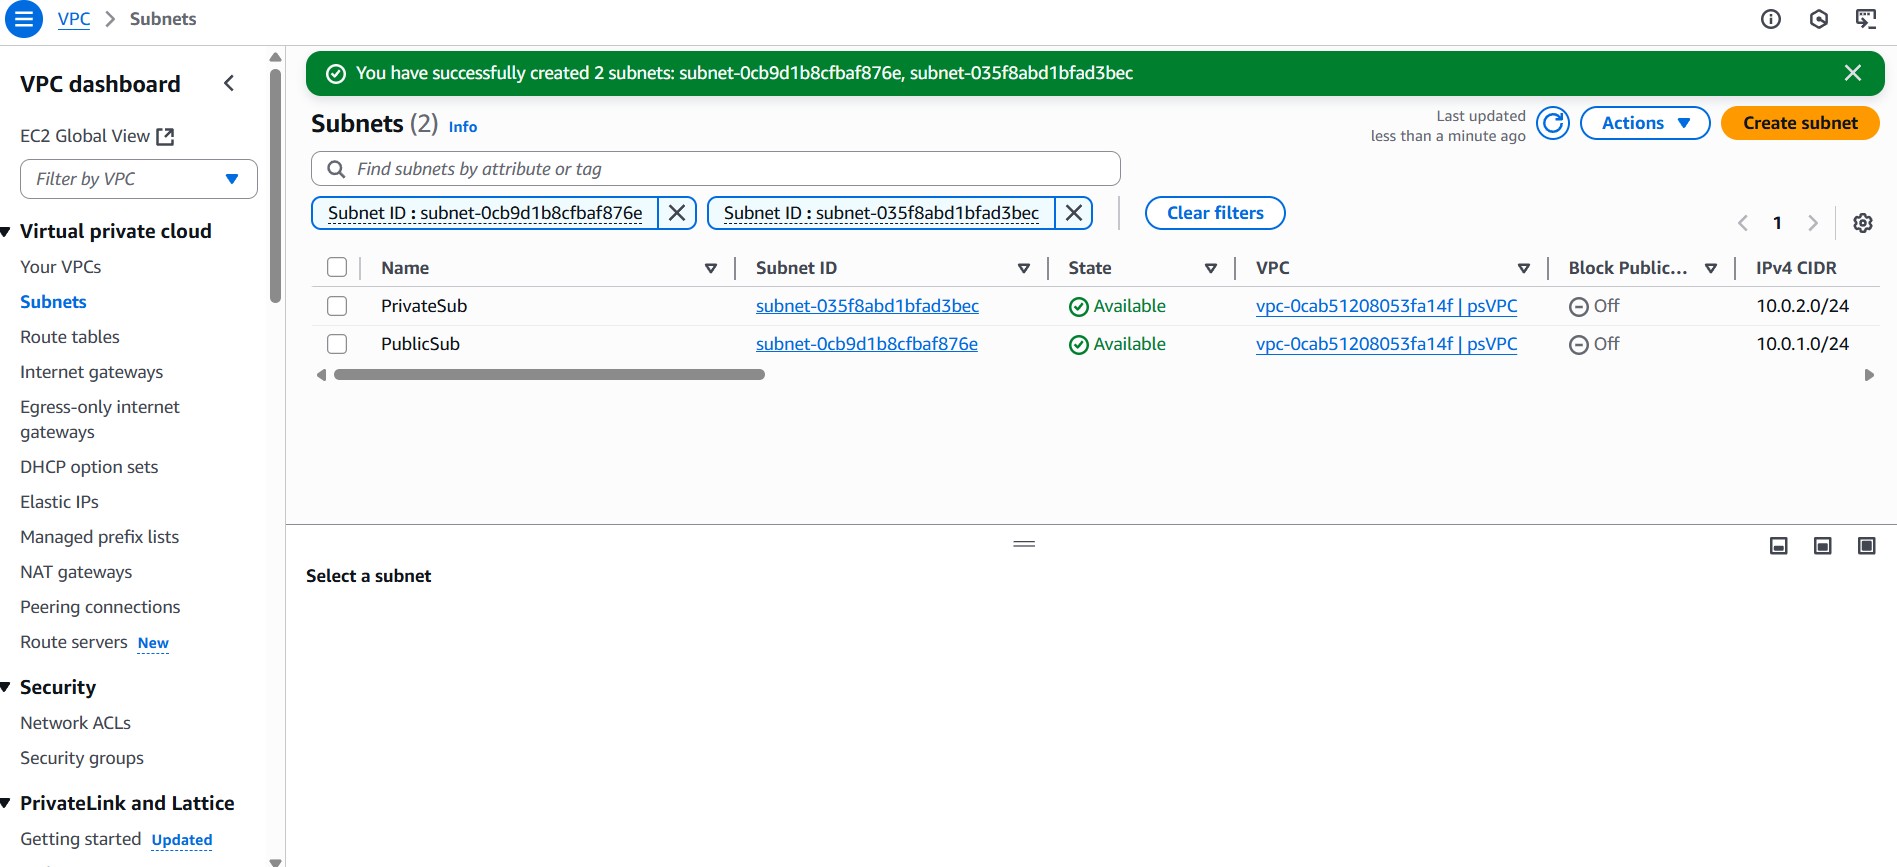 VPC > Subnets
VPC dashboard
EC2 Global View
Filter by VPC
Virtual private cloud
Your VPCs
Subnets
Route tables
Internet gateways
Egress-only internet
gateways
DHCP option sets
Elastic IPs
Managed prefix lists
NAT gateways
Peering connections
Route servers New
Security
Network ACLs
Security groups
PrivateLink and Lattice
Getting started Updated
You have successfully created 2 subnets: subnet-0cb9d1b8cfbaf876e, subnet-035f8abd1bfad3bec
Subnets (2) Info
Last updated
less than a minute ago
Actions
Create subnet
Find subnets by attribute or tag
Subnet ID : subnet-0cb9d1b8cfbaf876e
Subnet ID : subnet-035f8abd1bfad3bec
Clear filters
1
Name Subnet ID State VPC Block Public... IPv4 CIDR
PrivateSub subnet-035f8abd1bfad3bec Available vpc-0cab51208053fa14f | psVPC Off 10.0.2.0/24
PublicSub subnet-0cb9d1b8cfbaf876e Available vpc-0cab51208053fa14f | psVPC Off 10.0.1.0/24
Select a subnet